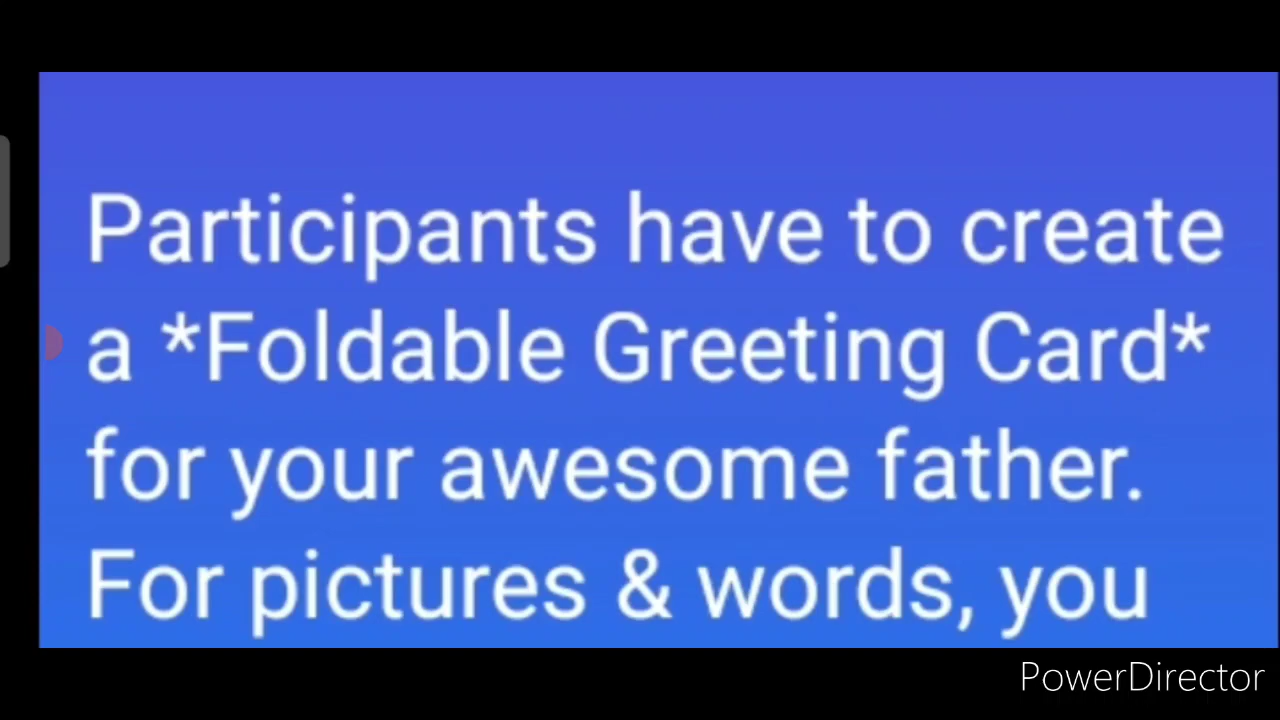 Participants have to create
a *Foldable Greeting Card*
for your awesome father.
For pictures & words, you
PowerDirector